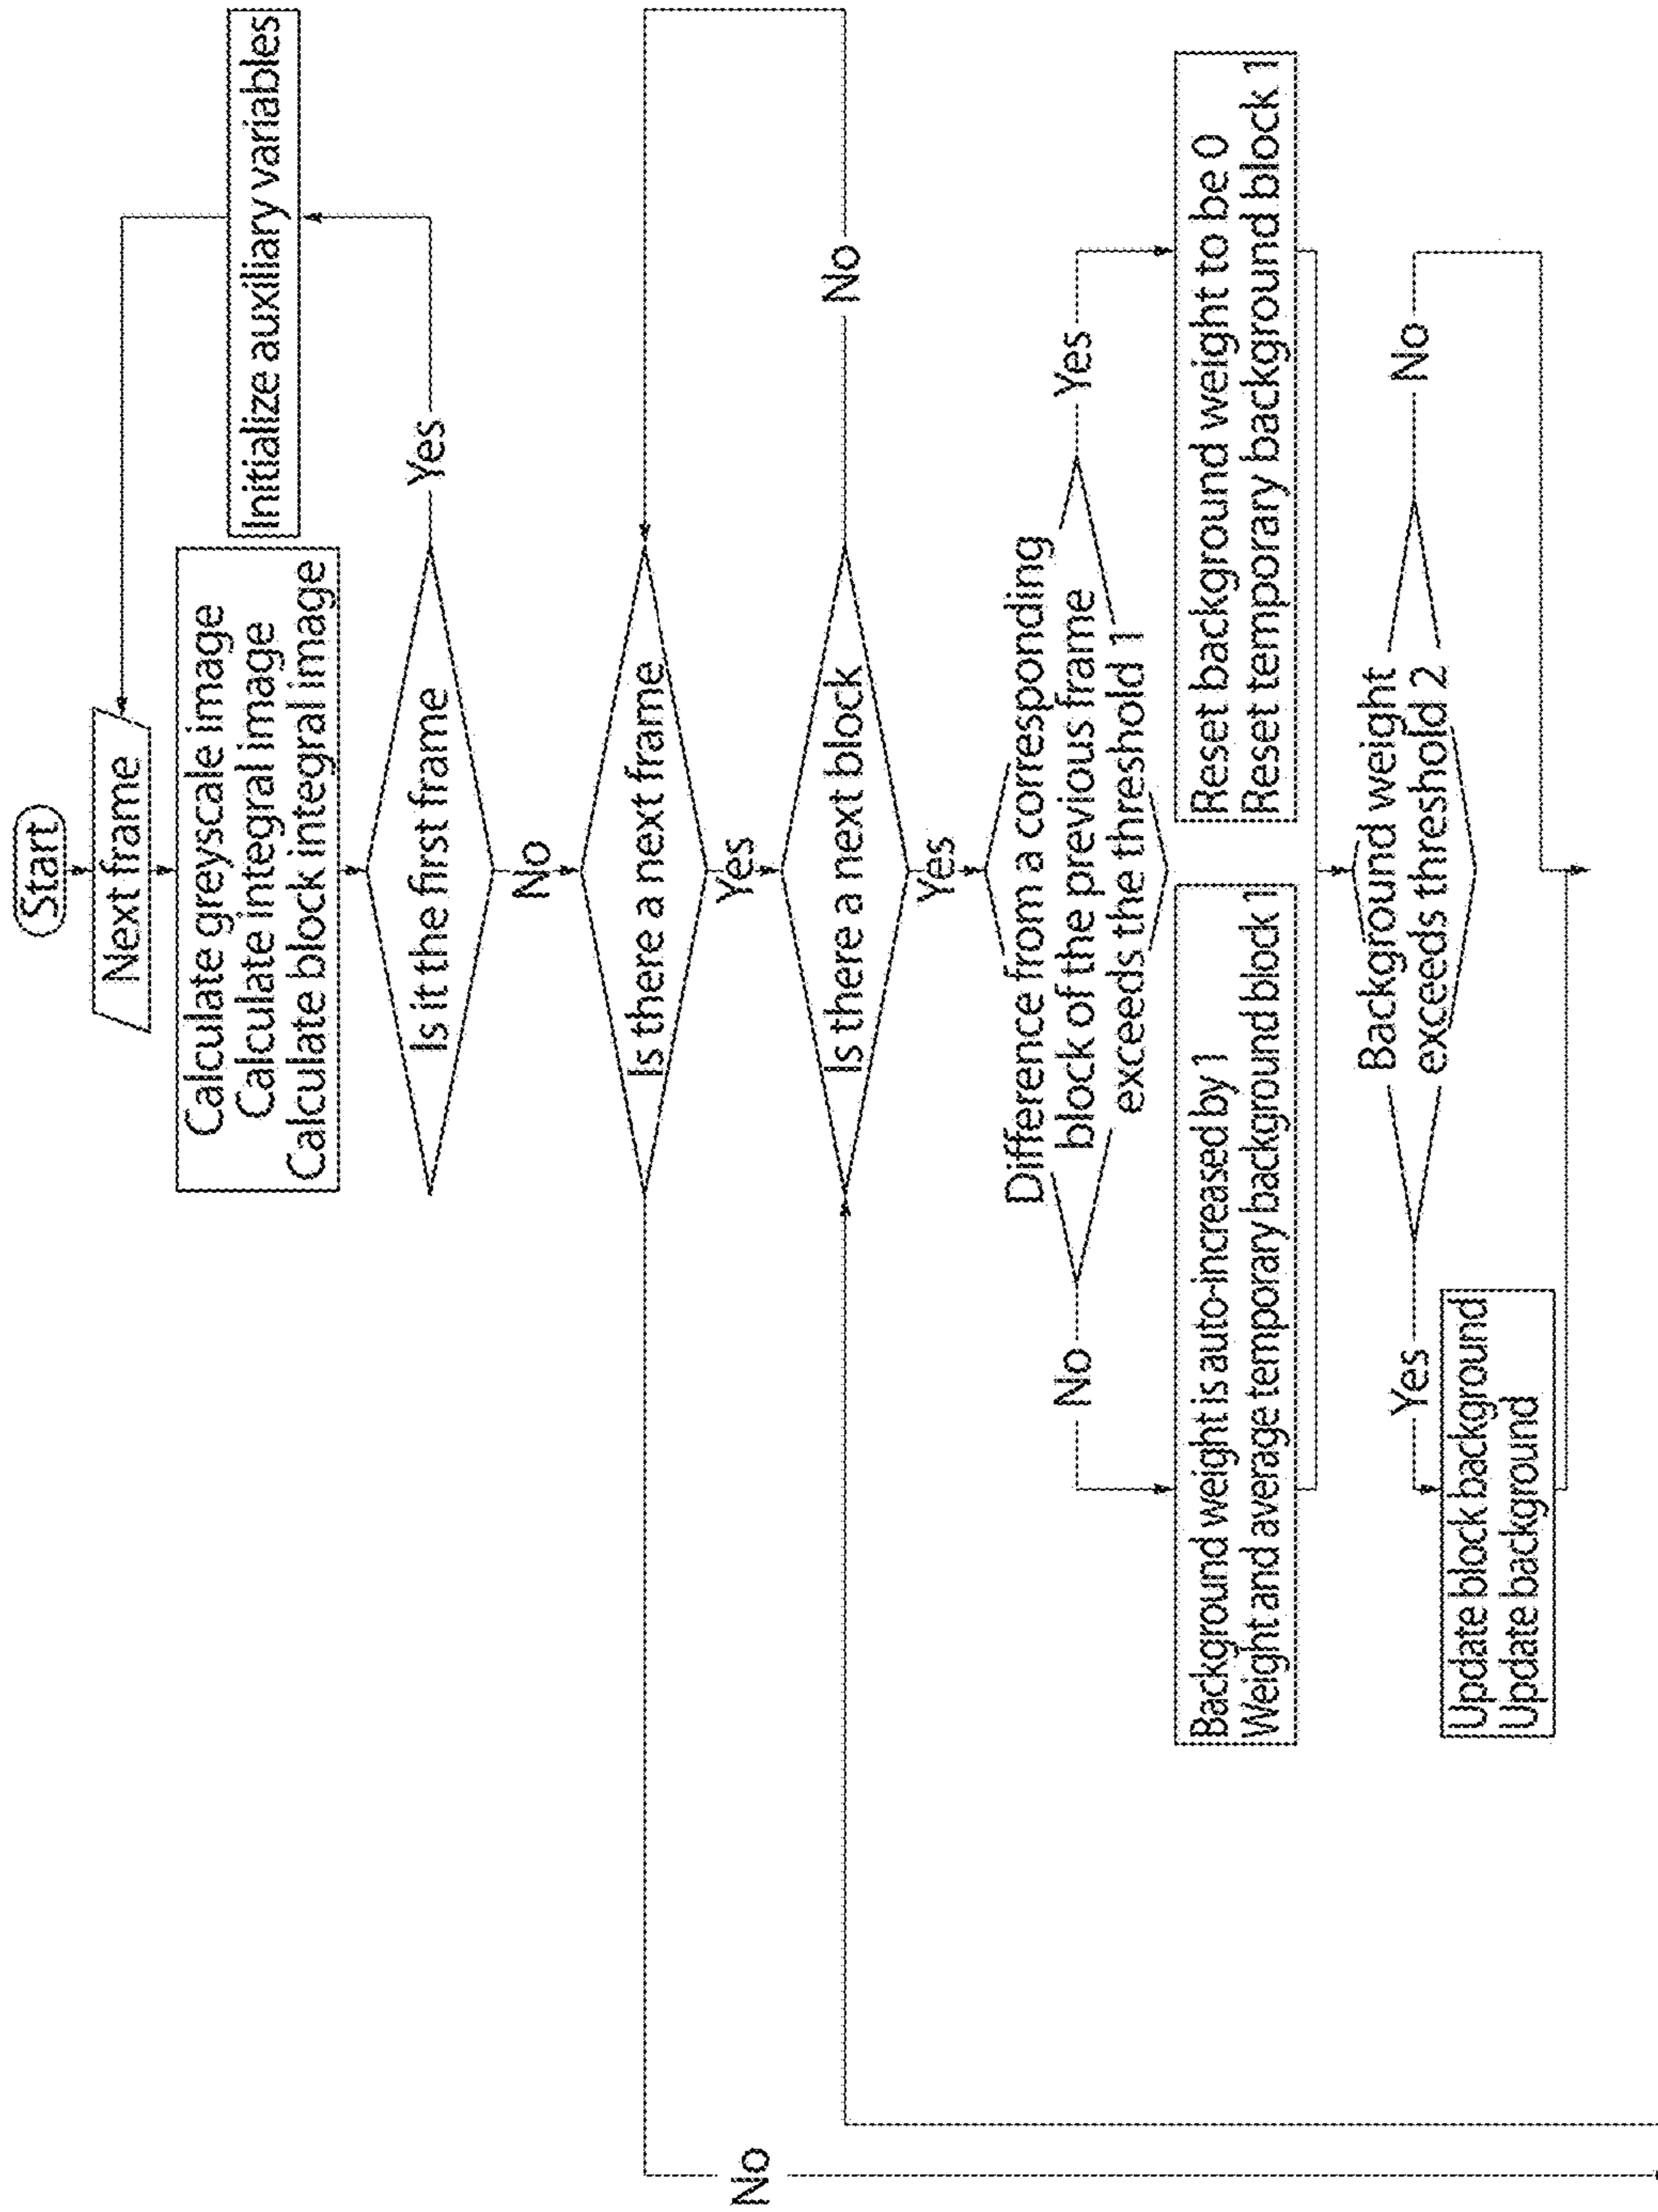 Start
Next frame
Calculate greyscale image
Calculate integral image
Calculate block integral image
Initialize auxiliary variables
Is it the first frame
Yes
No
Is there a next frame
No
Yes
Is there a next block
No
Yes
Difference from a corresponding
block of the previous frame
exceeds the threshold 1
No
Yes
Background weight is auto-increased by 1
Weight and average temporary background block 1
Reset background weight to be 0
Reset temporary background block 1
Background weight
exceeds threshold 2
Yes
No
Update block background
Update background